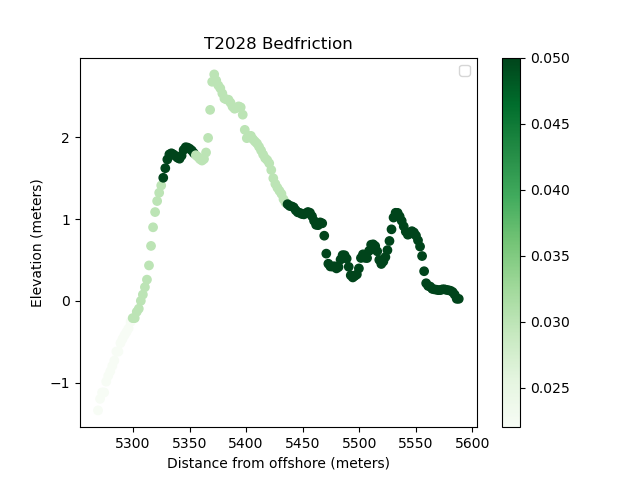 T2028 Bedfriction
Elevation (meters)
2
1
0
−1
5300 5350 5400 5450 5500 5550 5600
Distance from offshore (meters)
0.050
0.045
0.040
0.035
0.030
0.025